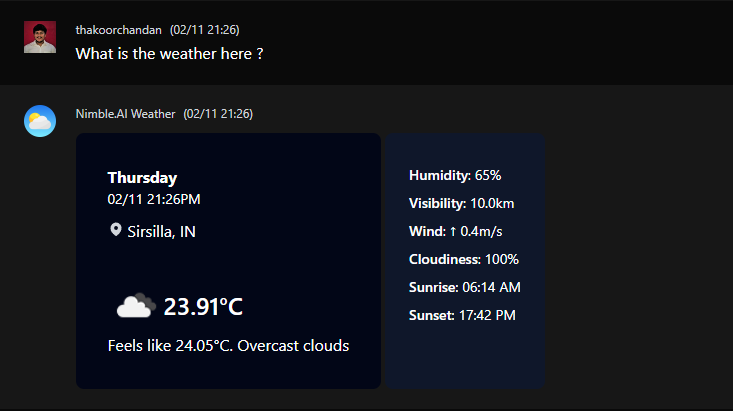 thakoorchandan (02/11 21:26)
What is the weather here ?
Nimble.AI Weather (02/11 21:26)
Thursday
02/11 21:26PM
Sirsilla, IN
23.91°C
Feels like 24.05°C. Overcast clouds
Humidity: 65%
Visibility: 10.0km
Wind: ↑ 0.4m/s
Cloudiness: 100%
Sunrise: 06:14 AM
Sunset: 17:42 PM